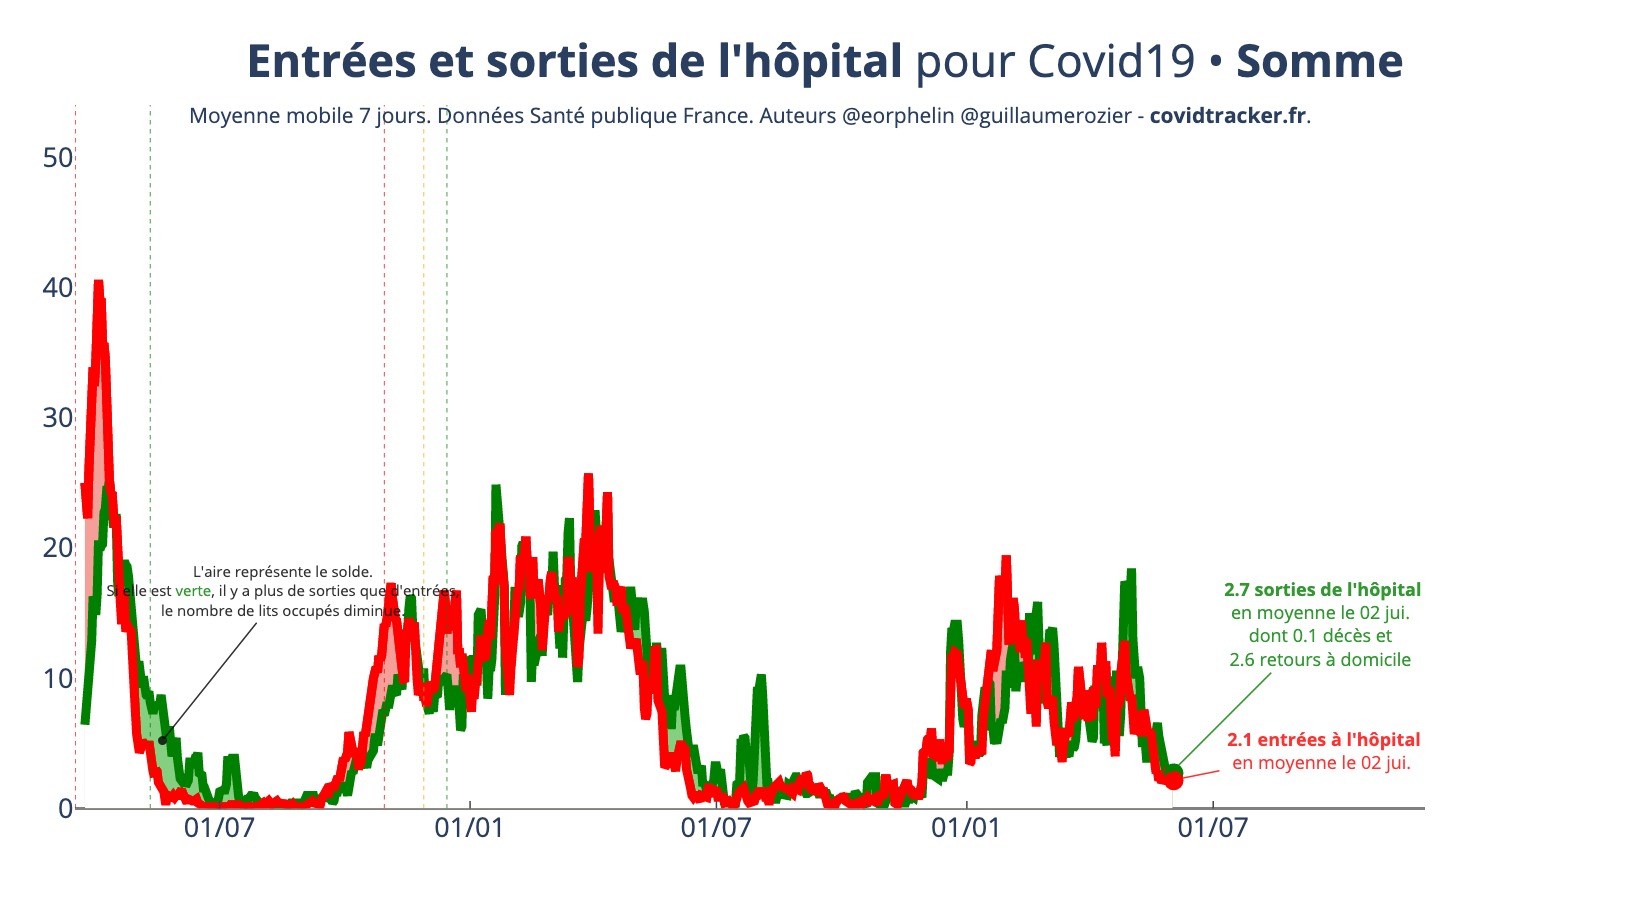 Entrées et sorties de l'hôpital pour Covid19 • Somme
Moyenne mobile 7 jours. Données Santé publique France. Auteurs @eorphelin @guillaumerozier - covidtracker.fr.
50
40
30
20
10
0
L'aire représente le solde.
Si elle est verte, il y a plus de sorties que d'entrées,
le nombre de lits occupés diminue.
2.7 sorties de l'hôpital
en moyenne le 02 jui.
dont 0.1 décès et
2.6 retours à domicile
2.1 entrées à l'hôpital
en moyenne le 02 jui.
01/07
01/01
01/07
01/01
01/07